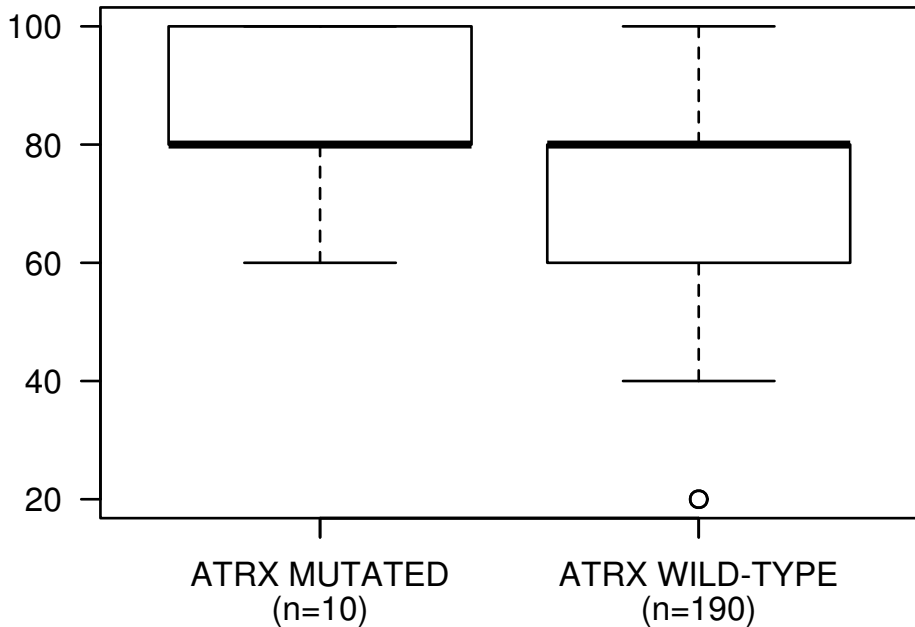 100
80
60
40
20
ATRX MUTATED
(n=10)
ATRX WILD-TYPE
(n=190)